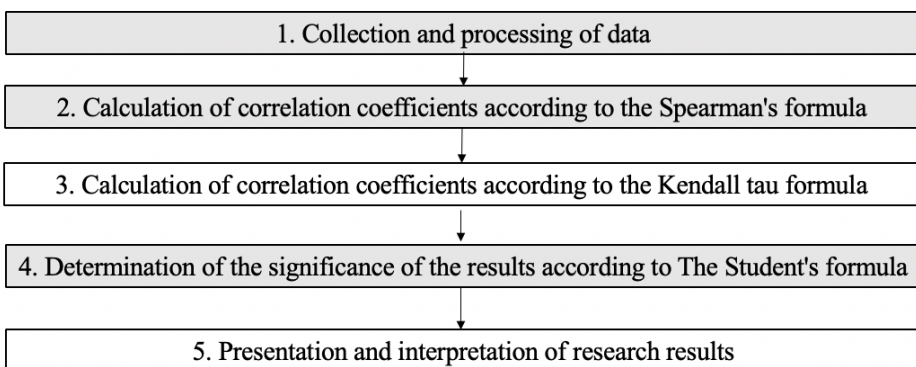 1. Collection and processing of data
2. Calculation of correlation coefficients according to the Spearman's formula
3. Calculation of correlation coefficients according to the Kendall tau formula
4. Determination of the significance of the results according to The Student's formula
5. Presentation and interpretation of research results